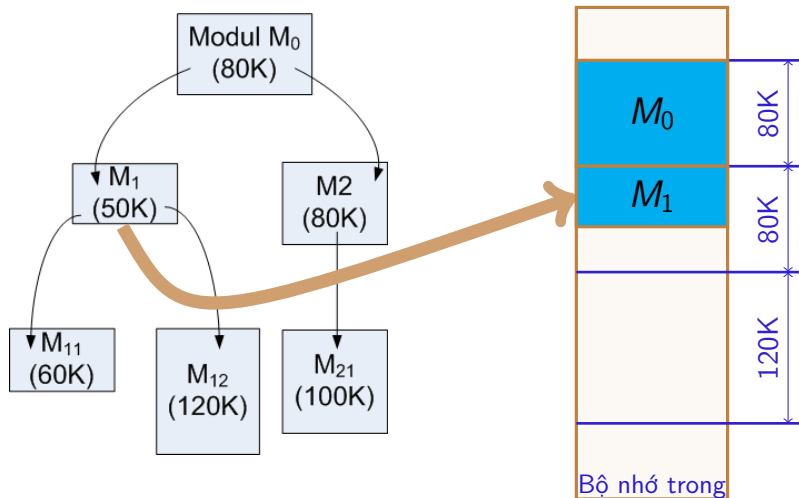 Modul M₀
(80K)
M₁
(50K)
M2
(80K)
M₁₁
(60K)
M₁₂
(120K)
M₂₁
(100K)
M₀
M₁
80K
80K
120K
Bộ nhớ trong